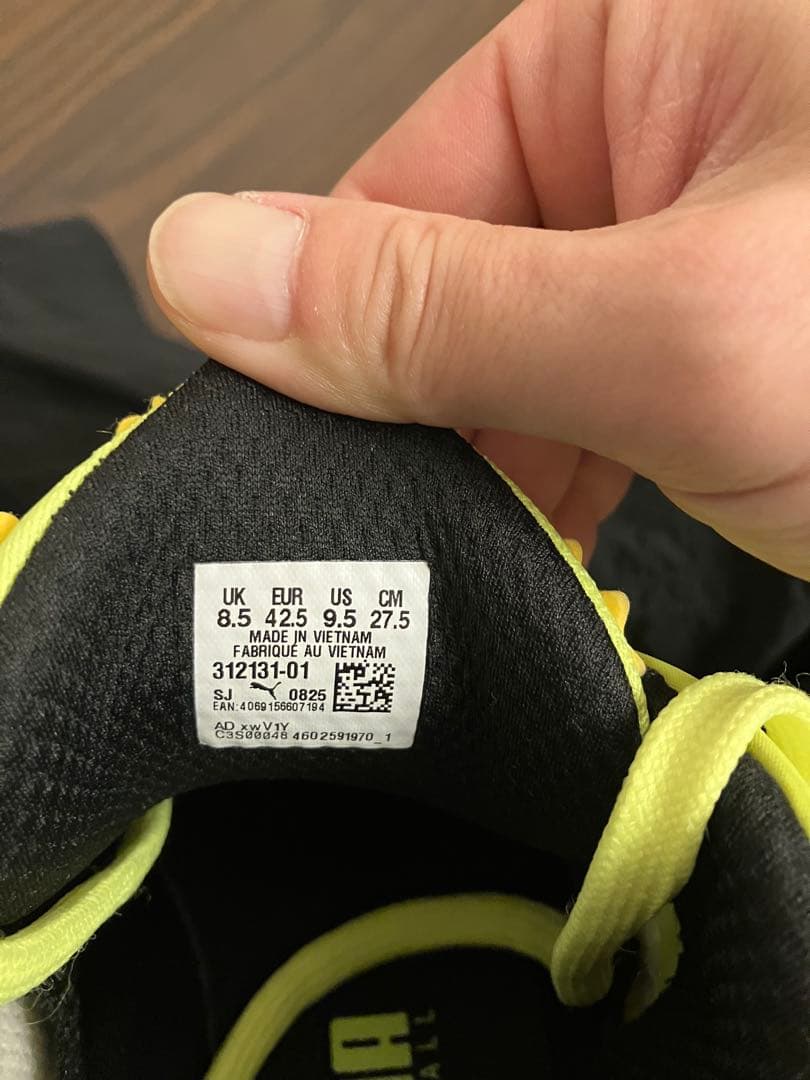 UK EUR US CM
8.5 42.5 9.5 27.5
MADE IN VIETNAM
FABRIQUÉ AU VIETNAM
312131-01
SJ 0825
EAN:4069156607194
AD xwV1Y
C3S00048 4602591970_1